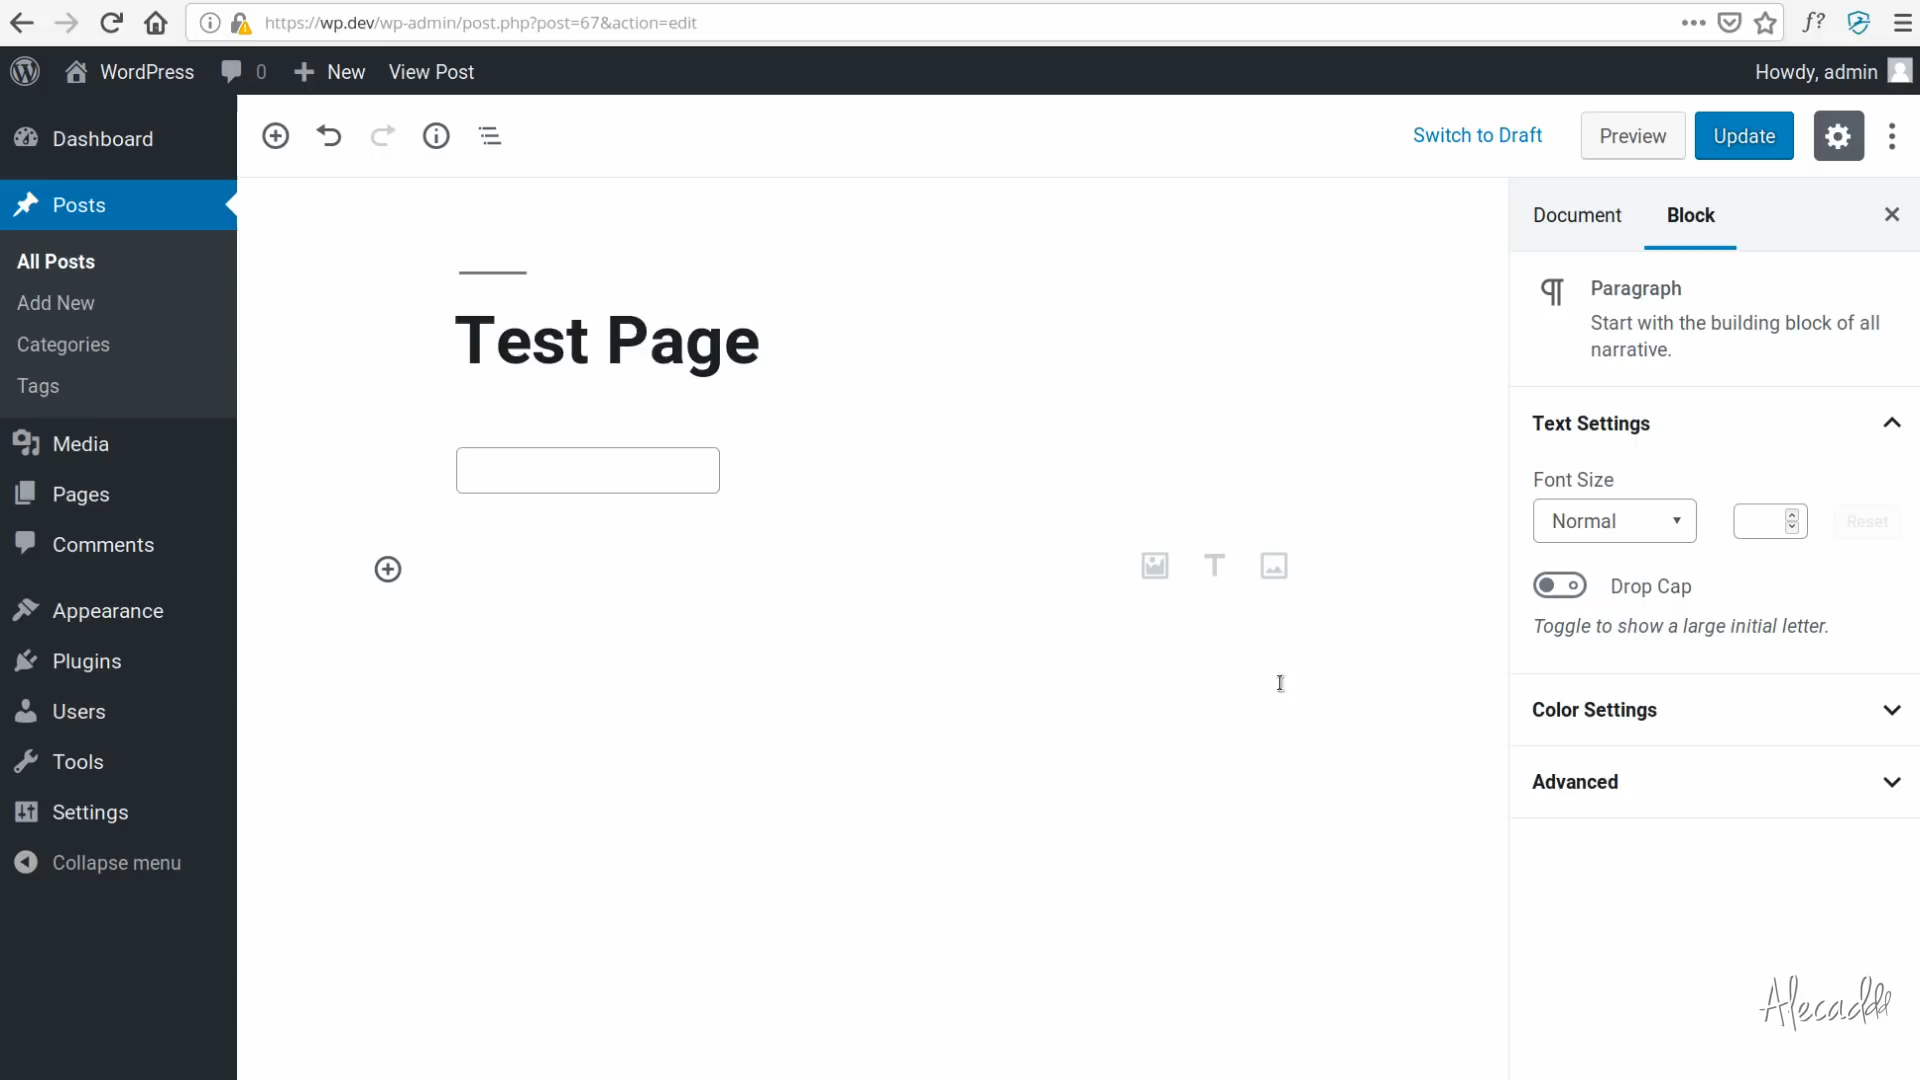 https://wp.dev/wp-admin/post.php?post=67&action=edit
f?
WordPress
0
New
View Post
Howdy, admin
Dashboard
Posts
All Posts
Add New
Categories
Tags
Media
Pages
Comments
Appearance
Plugins
Users
Tools
Settings
Collapse menu
Switch to Draft
Preview
Update
Test Page
Document
Block
Paragraph
Start with the building block of all
narrative.
Text Settings
Font Size
Normal
Reset
Drop Cap
Toggle to show a large initial letter.
Color Settings
Advanced
Alecaddd